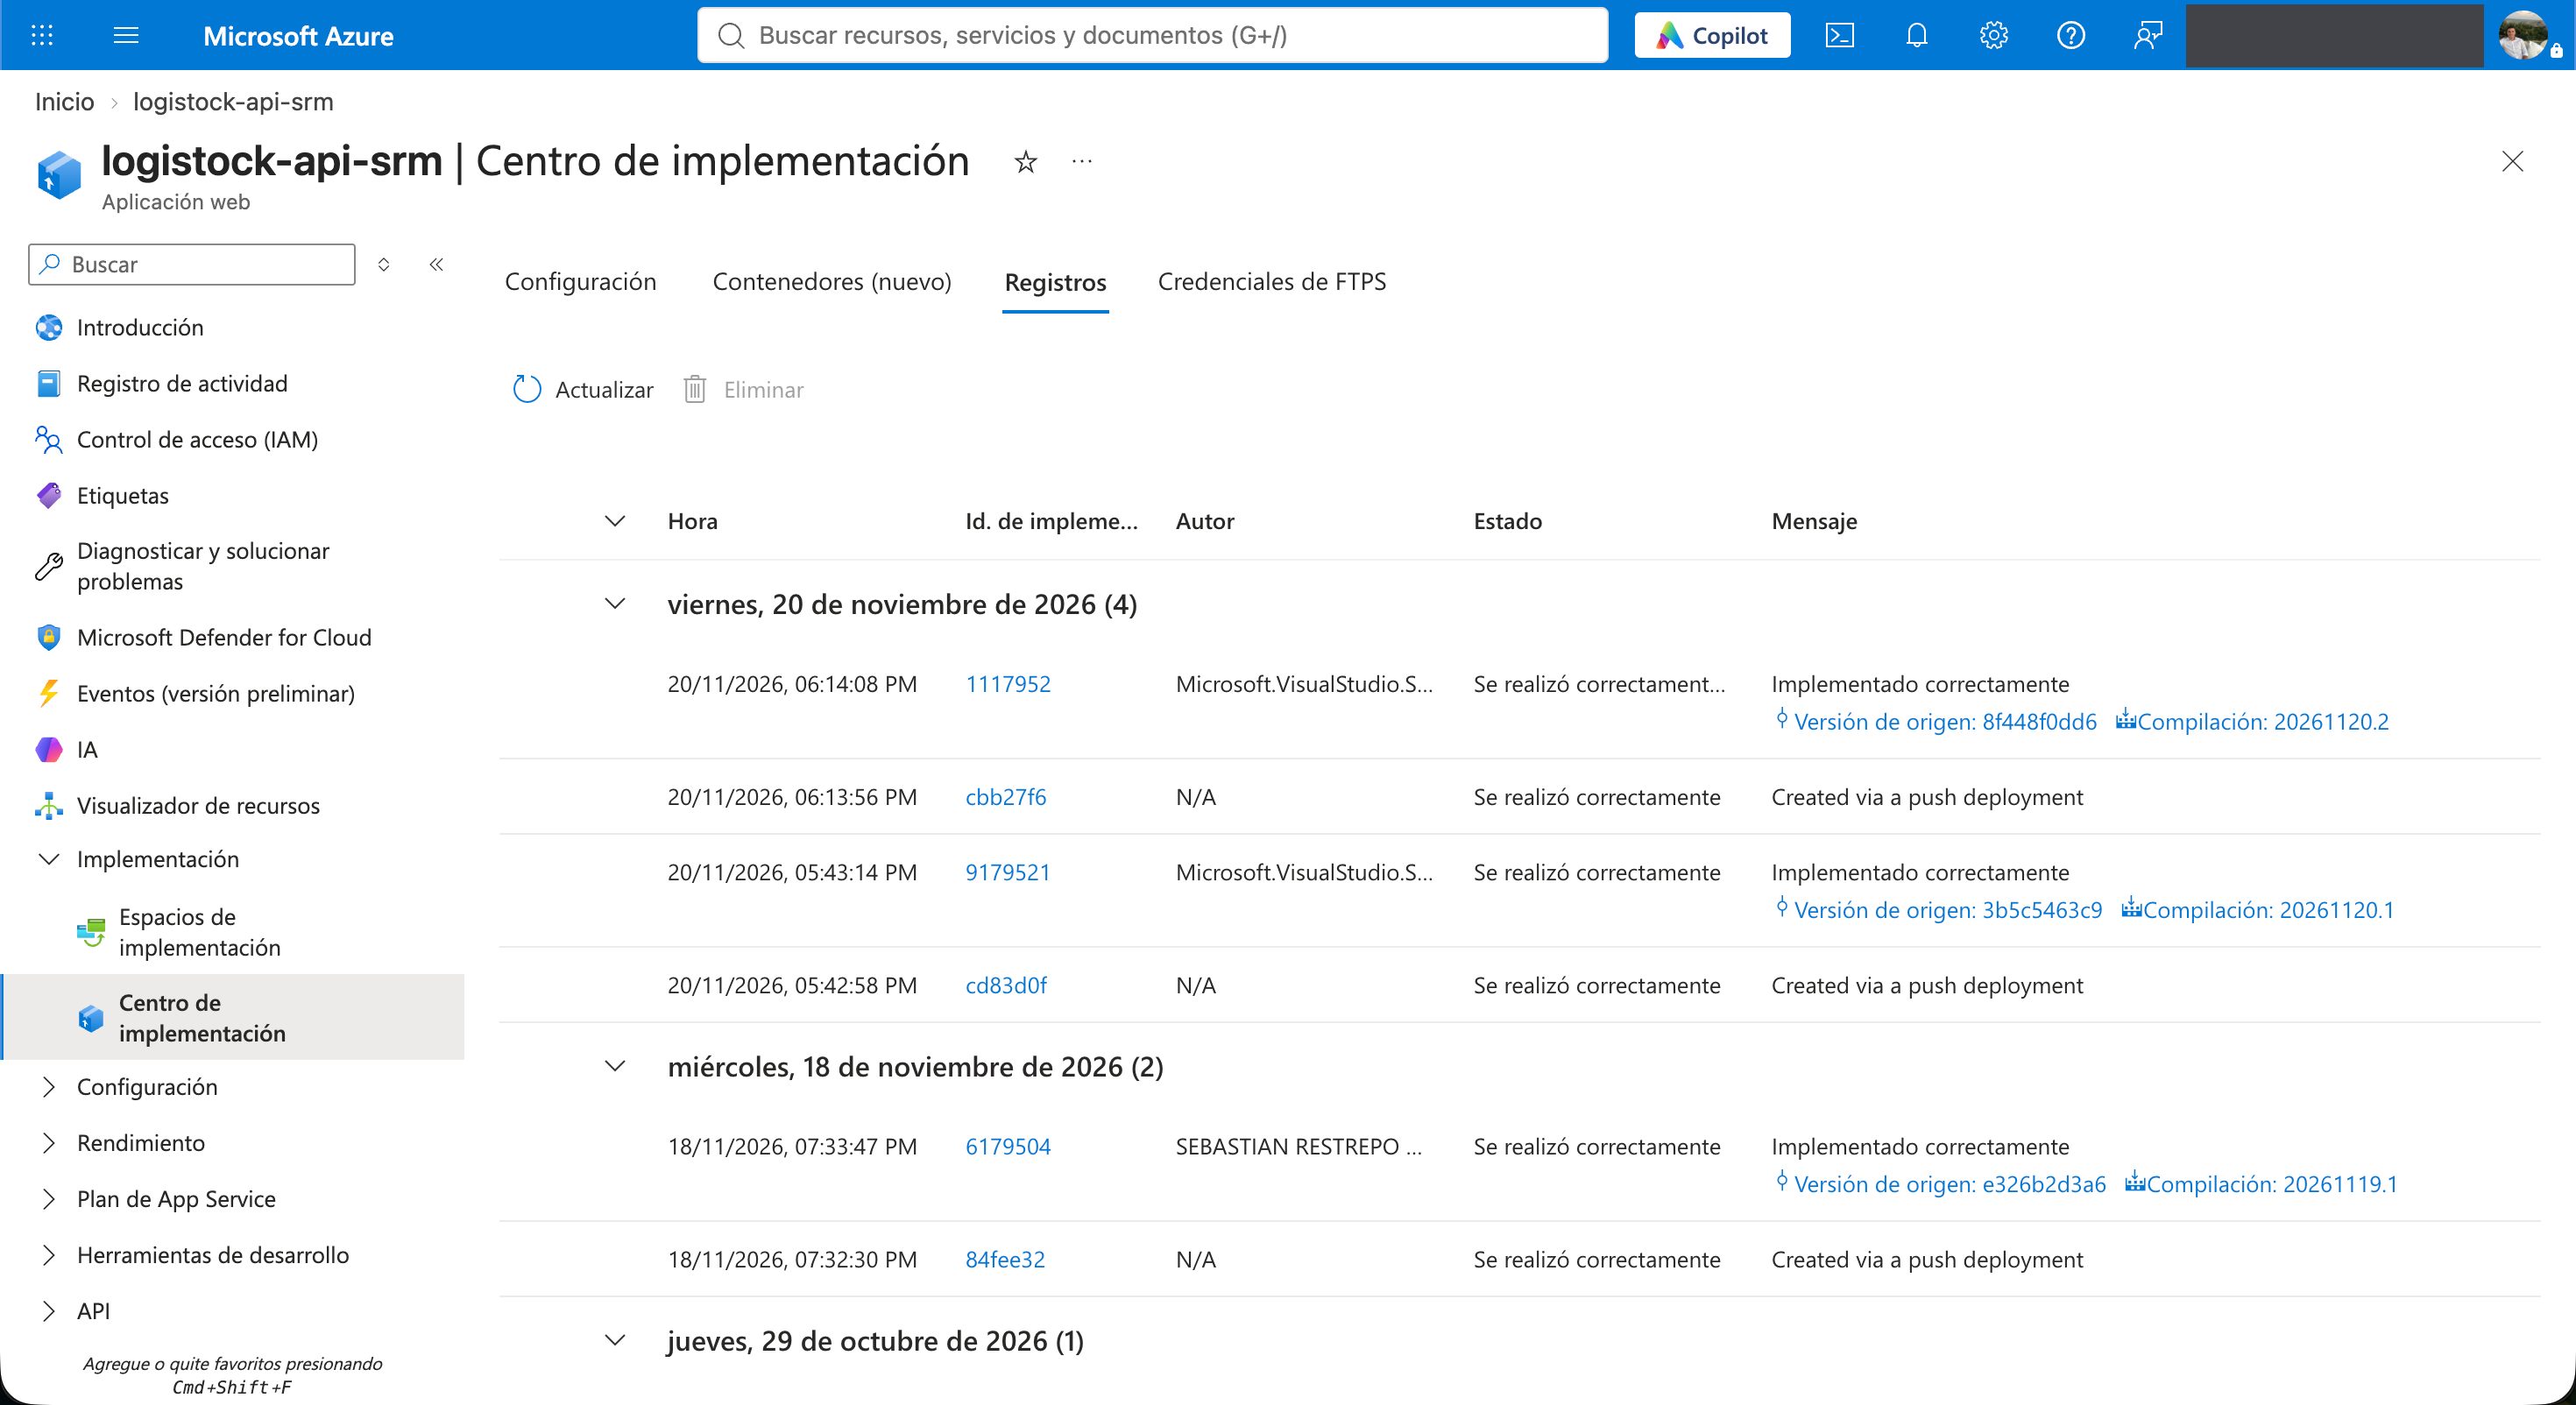 Microsoft Azure
Buscar recursos, servicios y documentos (G+/)
Copilot
Inicio > logistock-api-srm
logistock-api-srm | Centro de implementación
Aplicación web
Buscar
Introducción
Registro de actividad
Control de acceso (IAM)
Etiquetas
Diagnosticar y solucionar
problemas
Microsoft Defender for Cloud
Eventos (versión preliminar)
IA
Visualizador de recursos
Implementación
Espacios de
implementación
Centro de
implementación
Configuración
Rendimiento
Plan de App Service
Herramientas de desarrollo
API
Agregue o quite favoritos presionando
Cmd+Shift+F
Configuración Contenedores (nuevo) Registros Credenciales de FTPS
Actualizar Eliminar
Hora Id. de impleme... Autor Estado Mensaje
viernes, 20 de noviembre de 2026 (4)
20/11/2026, 06:14:08 PM 1117952 Microsoft.VisualStudio.S... Se realizó correctament... Implementado correctamente
Versión de origen: 8f448f0dd6 Compilación: 20261120.2
20/11/2026, 06:13:56 PM cbb27f6 N/A Se realizó correctamente Created via a push deployment
20/11/2026, 05:43:14 PM 9179521 Microsoft.VisualStudio.S... Se realizó correctamente Implementado correctamente
Versión de origen: 3b5c5463c9 Compilación: 20261120.1
20/11/2026, 05:42:58 PM cd83d0f N/A Se realizó correctamente Created via a push deployment
miércoles, 18 de noviembre de 2026 (2)
18/11/2026, 07:33:47 PM 6179504 SEBASTIAN RESTREPO ... Se realizó correctamente Implementado correctamente
Versión de origen: e326b2d3a6 Compilación: 20261119.1
18/11/2026, 07:32:30 PM 84fee32 N/A Se realizó correctamente Created via a push deployment
jueves, 29 de octubre de 2026 (1)